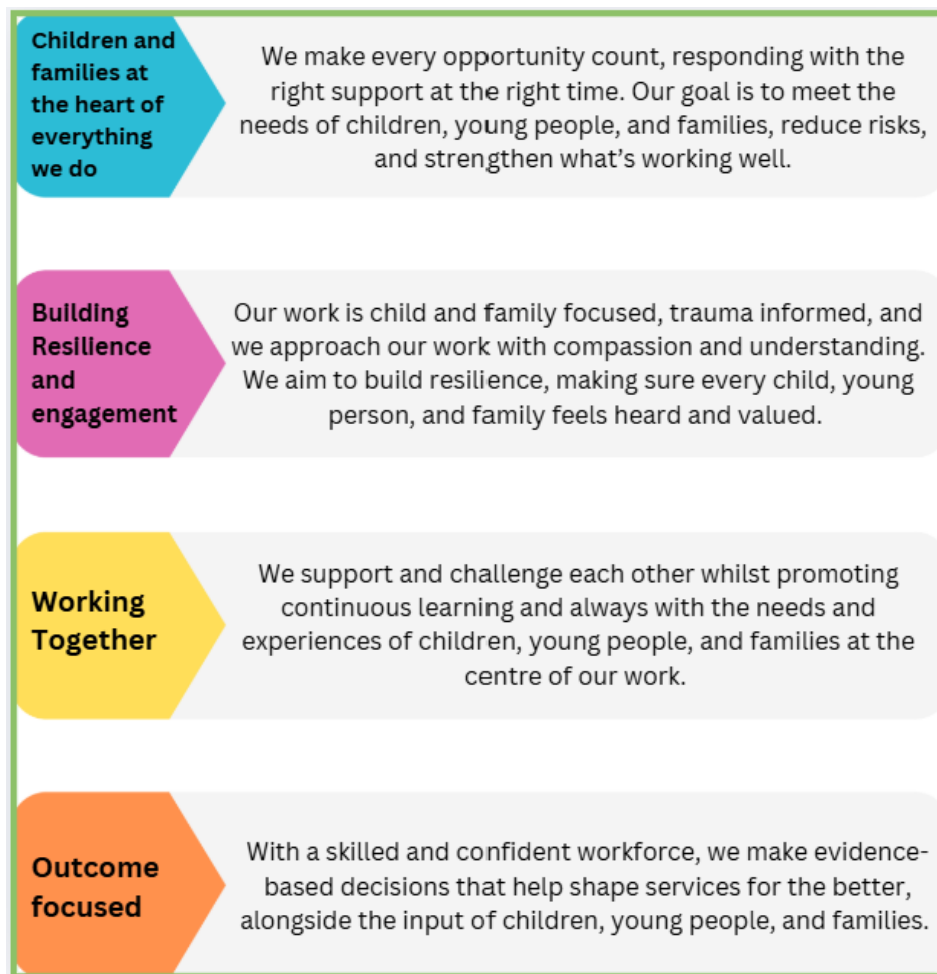 Children and
families at
the heart of
everything
we do
We make every opportunity count, responding with the
right support at the right time. Our goal is to meet the
needs of children, young people, and families, reduce risks,
and strengthen what’s working well.
Building
Resilience
and
engagement
Our work is child and family focused, trauma informed, and
we approach our work with compassion and understanding.
We aim to build resilience, making sure every child, young
person, and family feels heard and valued.
Working
Together
We support and challenge each other whilst promoting
continuous learning and always with the needs and
experiences of children, young people, and families at the
centre of our work.
Outcome
focused
With a skilled and confident workforce, we make evidence-
based decisions that help shape services for the better,
alongside the input of children, young people, and families.